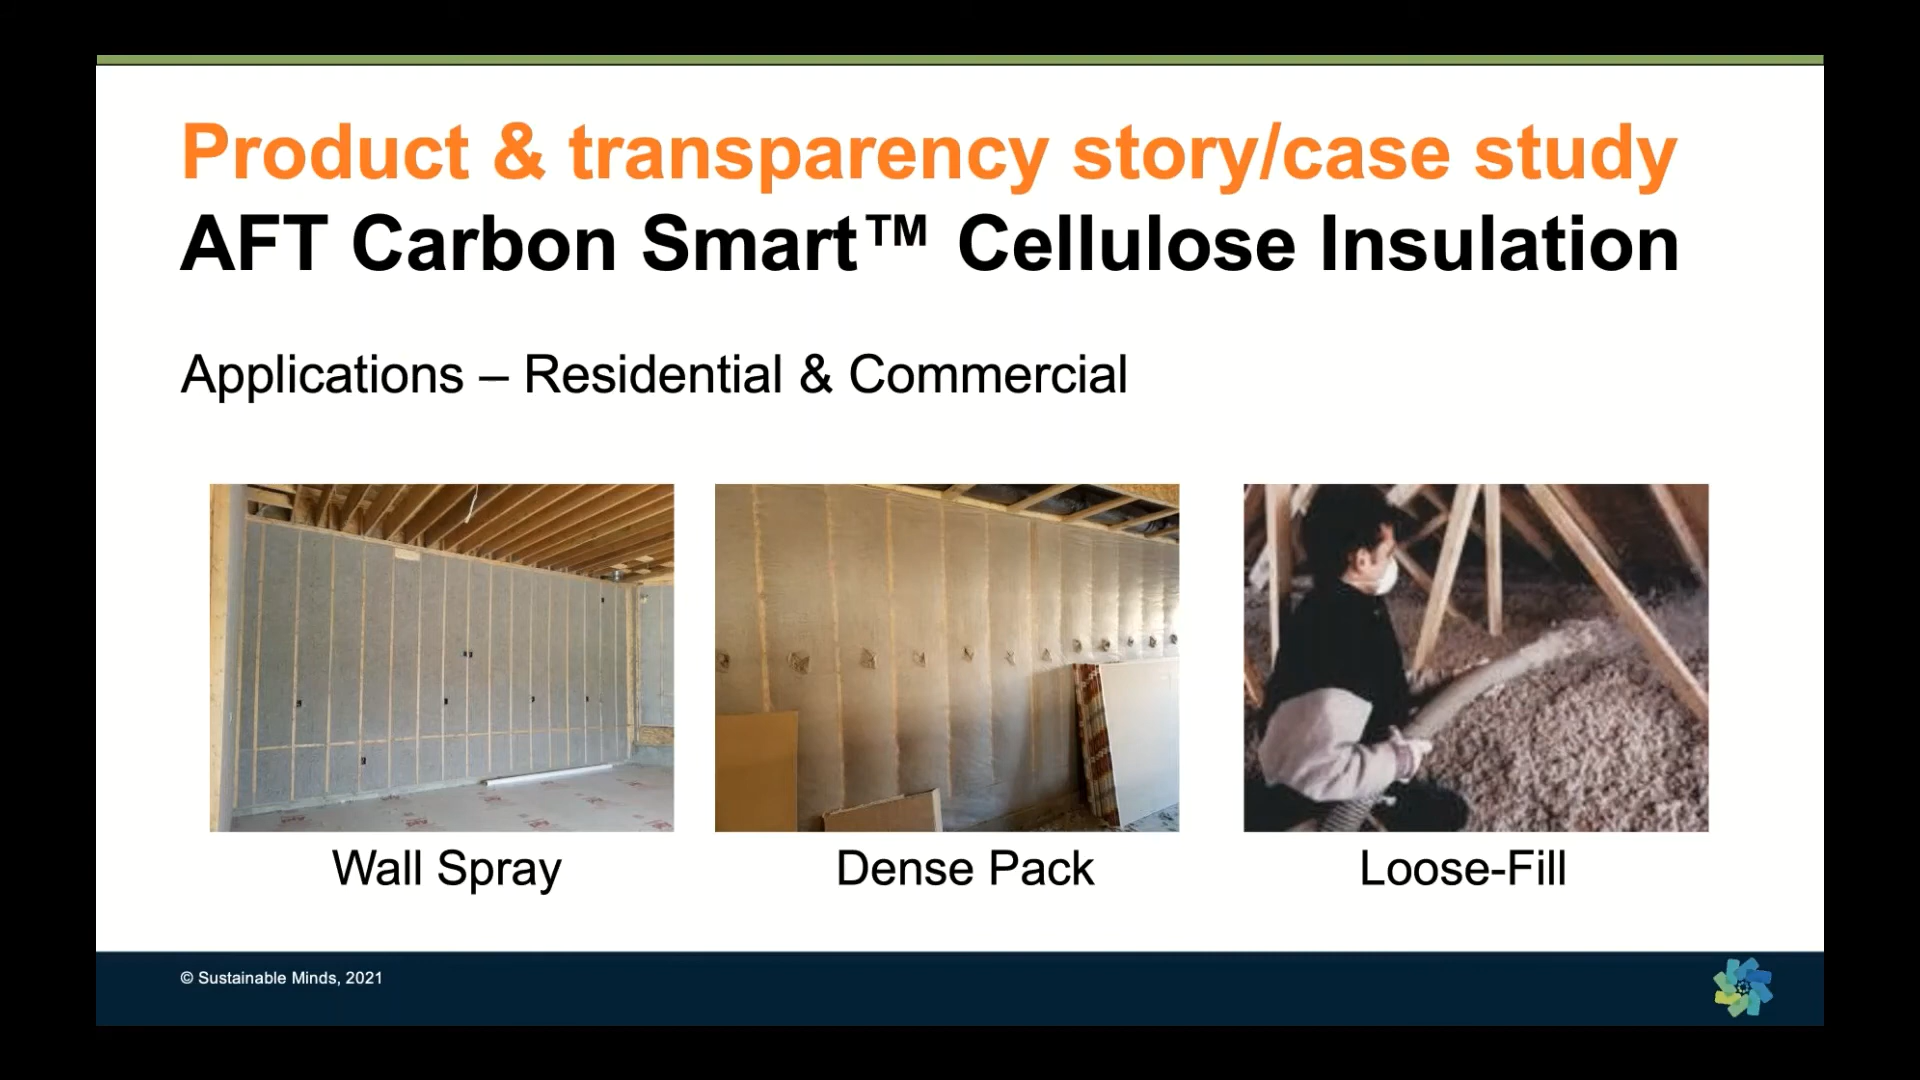 Product & transparency story/case study
AFT Carbon Smart™ Cellulose Insulation
Applications – Residential & Commercial
Wall Spray
Dense Pack
Loose-Fill
© Sustainable Minds, 2021